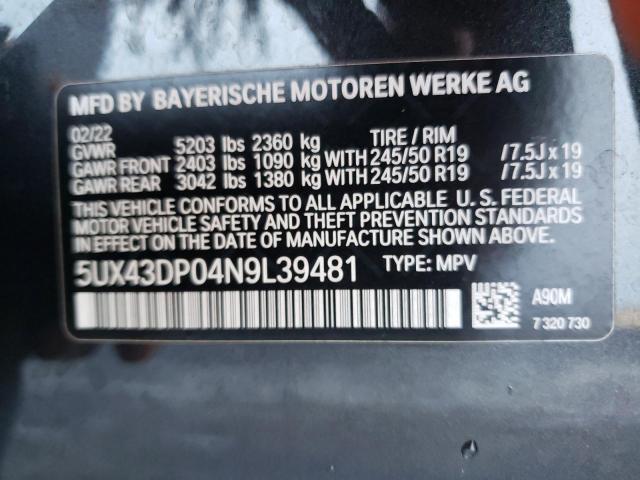 MFD BY BAYERISCHE MOTOREN WERKE AG
02/22
GVWR 5203 lbs 2360 kg TIRE / RIM
GAWR FRONT 2403 lbs 1090 kg WITH 245/50 R19 /7.5J x 19
GAWR REAR 3042 lbs 1380 kg WITH 245/50 R19 /7.5J x 19
THIS VEHICLE CONFORMS TO ALL APPLICABLE U. S. FEDERAL
MOTOR VEHICLE SAFETY AND THEFT PREVENTION STANDARDS
IN EFFECT ON THE DATE OF MANUFACTURE SHOWN ABOVE.
5UX43DP04N9L39481 TYPE: MPV
A90M
7 320 730